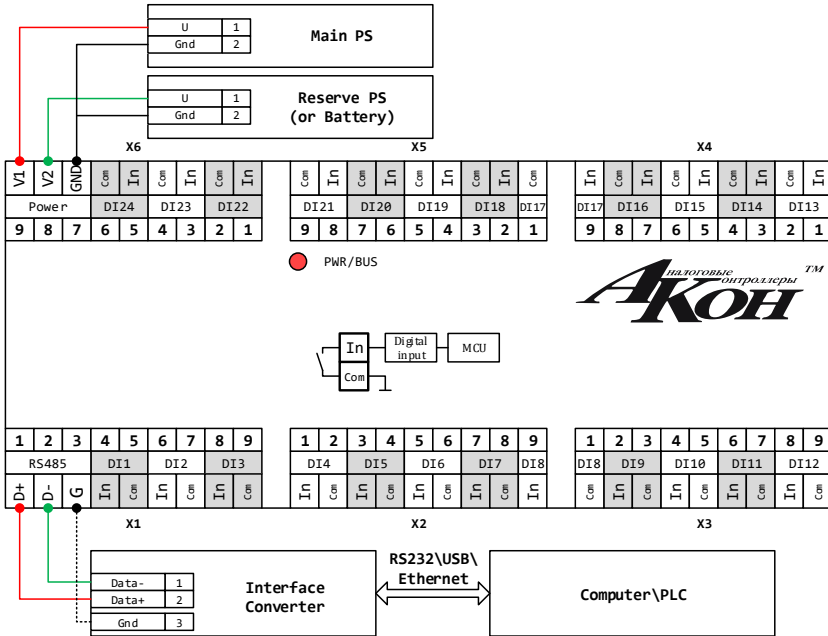 U 1
Gnd 2
Main PS
U 1
Gnd 2
Reserve PS
(or Battery)
X6 X5 X4
V1 V2 GND Com In Com In Com In
Com In Com In Com In Com In Com
In Com In Com In Com In Com In
Power DI24 DI23 DI22
DI21 DI20 DI19 DI18 DI17
DI17 DI16 DI15 DI14 DI13
9 8 7 6 5 4 3 2 1
9 8 7 6 5 4 3 2 1
9 8 7 6 5 4 3 2 1
PWR/BUS
АКОН
налоговые
онтроллеры
TM
In
Com
Digital
input
MCU
1 2 3 4 5 6 7 8 9
1 2 3 4 5 6 7 8 9
1 2 3 4 5 6 7 8 9
RS485 DI1 DI2 DI3
DI4 DI5 DI6 DI7 DI8
DI8 DI9 DI10 DI11 DI12
D+ D- G In Com In Com In Com
In Com In Com In Com In Com In
Com In Com In Com In Com In Com
X1 X2 X3
Data- 1
Data+ 2
Gnd 3
Interface
Converter
RS232\USB\
Ethernet
Computer\PLC